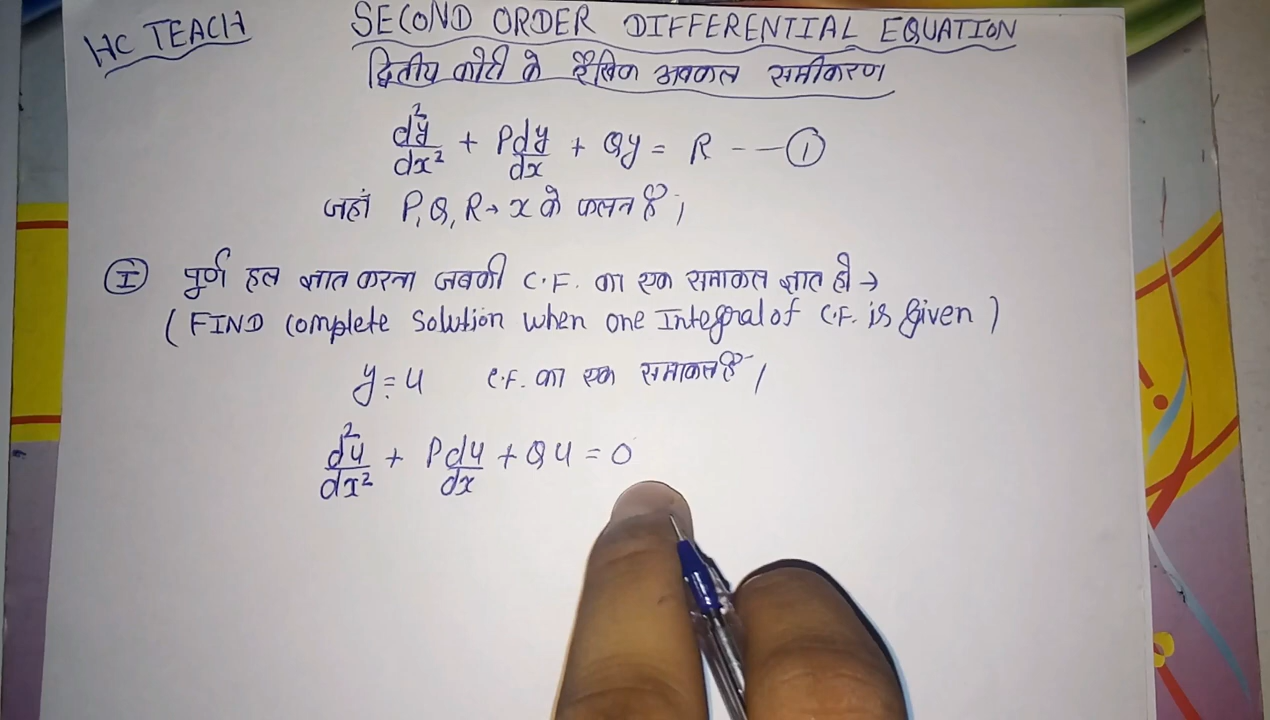 HC TEACH
SECOND ORDER DIFFERENTIAL EQUATION
द्वितीय कोटी के रैखिक अवकल समीकरण
d²y/dx² + Pdy/dx + Qy = R --- ①
जहाँ P, Q, R → x के फलन है,
Ⓘ पुर्ण हल ज्ञात करना जबकी C.F. का एक समाकल ज्ञात हो →
(FIND Complete Solution when one Integral of C.F. is given)
y = u C.F. का एक समाकल है,
d²u/dx² + Pdu/dx + Qu = 0